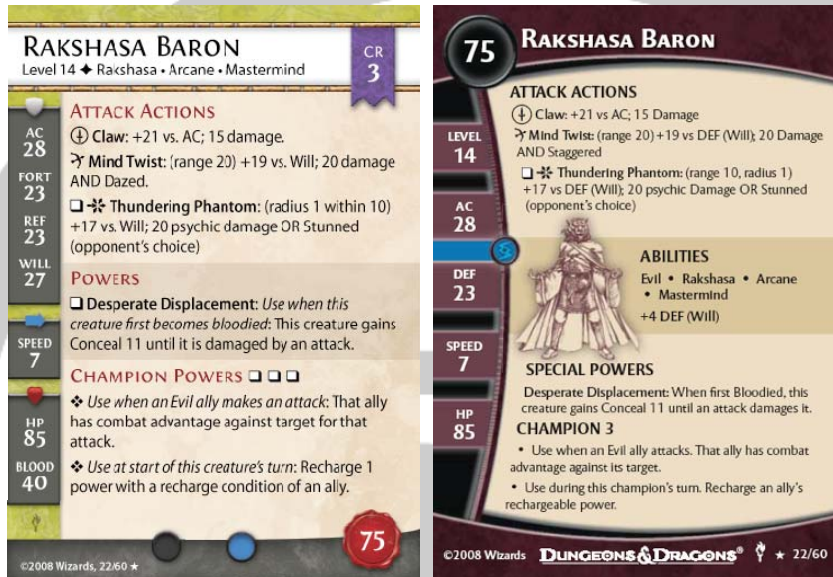 RAKSHASA BARON
Level 14 ✦ Rakshasa • Arcane • Mastermind
CR
3
AC
28
FORT
23
REF
23
WILL
27
SPEED
7
HP
85
BLOOD
40
ATTACK ACTIONS
Claw: +21 vs. AC; 15 damage.
Mind Twist: (range 20) +19 vs. Will; 20 damage
AND Dazed.
❑ Thundering Phantom: (radius 1 within 10)
+17 vs. Will; 20 psychic damage OR Stunned
(opponent's choice)
POWERS
❑ Desperate Displacement: Use when this
creature first becomes bloodied: This creature gains
Conceal 11 until it is damaged by an attack.
CHAMPION POWERS ❑ ❑ ❑
❖ Use when an Evil ally makes an attack: That ally
has combat advantage against target for that
attack.
❖ Use at start of this creature's turn: Recharge 1
power with a recharge condition of an ally.
75
©2008 Wizards, 22/60 ★
75
RAKSHASA BARON
LEVEL
14
AC
28
DEF
23
SPEED
7
HP
85
ATTACK ACTIONS
Claw: +21 vs AC; 15 Damage
Mind Twist: (range 20) +19 vs DEF (Will); 20 Damage
AND Staggered
❑ Thundering Phantom: (range 10, radius 1)
+17 vs DEF (Will); 20 psychic Damage OR Stunned
(opponent's choice)
ABILITIES
Evil • Rakshasa • Arcane
• Mastermind
+4 DEF (Will)
SPECIAL POWERS
Desperate Displacement: When first Bloodied, this
creature gains Conceal 11 until an attack damages it.
CHAMPION 3
• Use when an Evil ally attacks. That ally has combat
advantage against its target.
• Use during this champion's turn. Recharge an ally's
rechargeable power.
©2008 Wizards DUNGEONS & DRAGONS® ★ 22/60